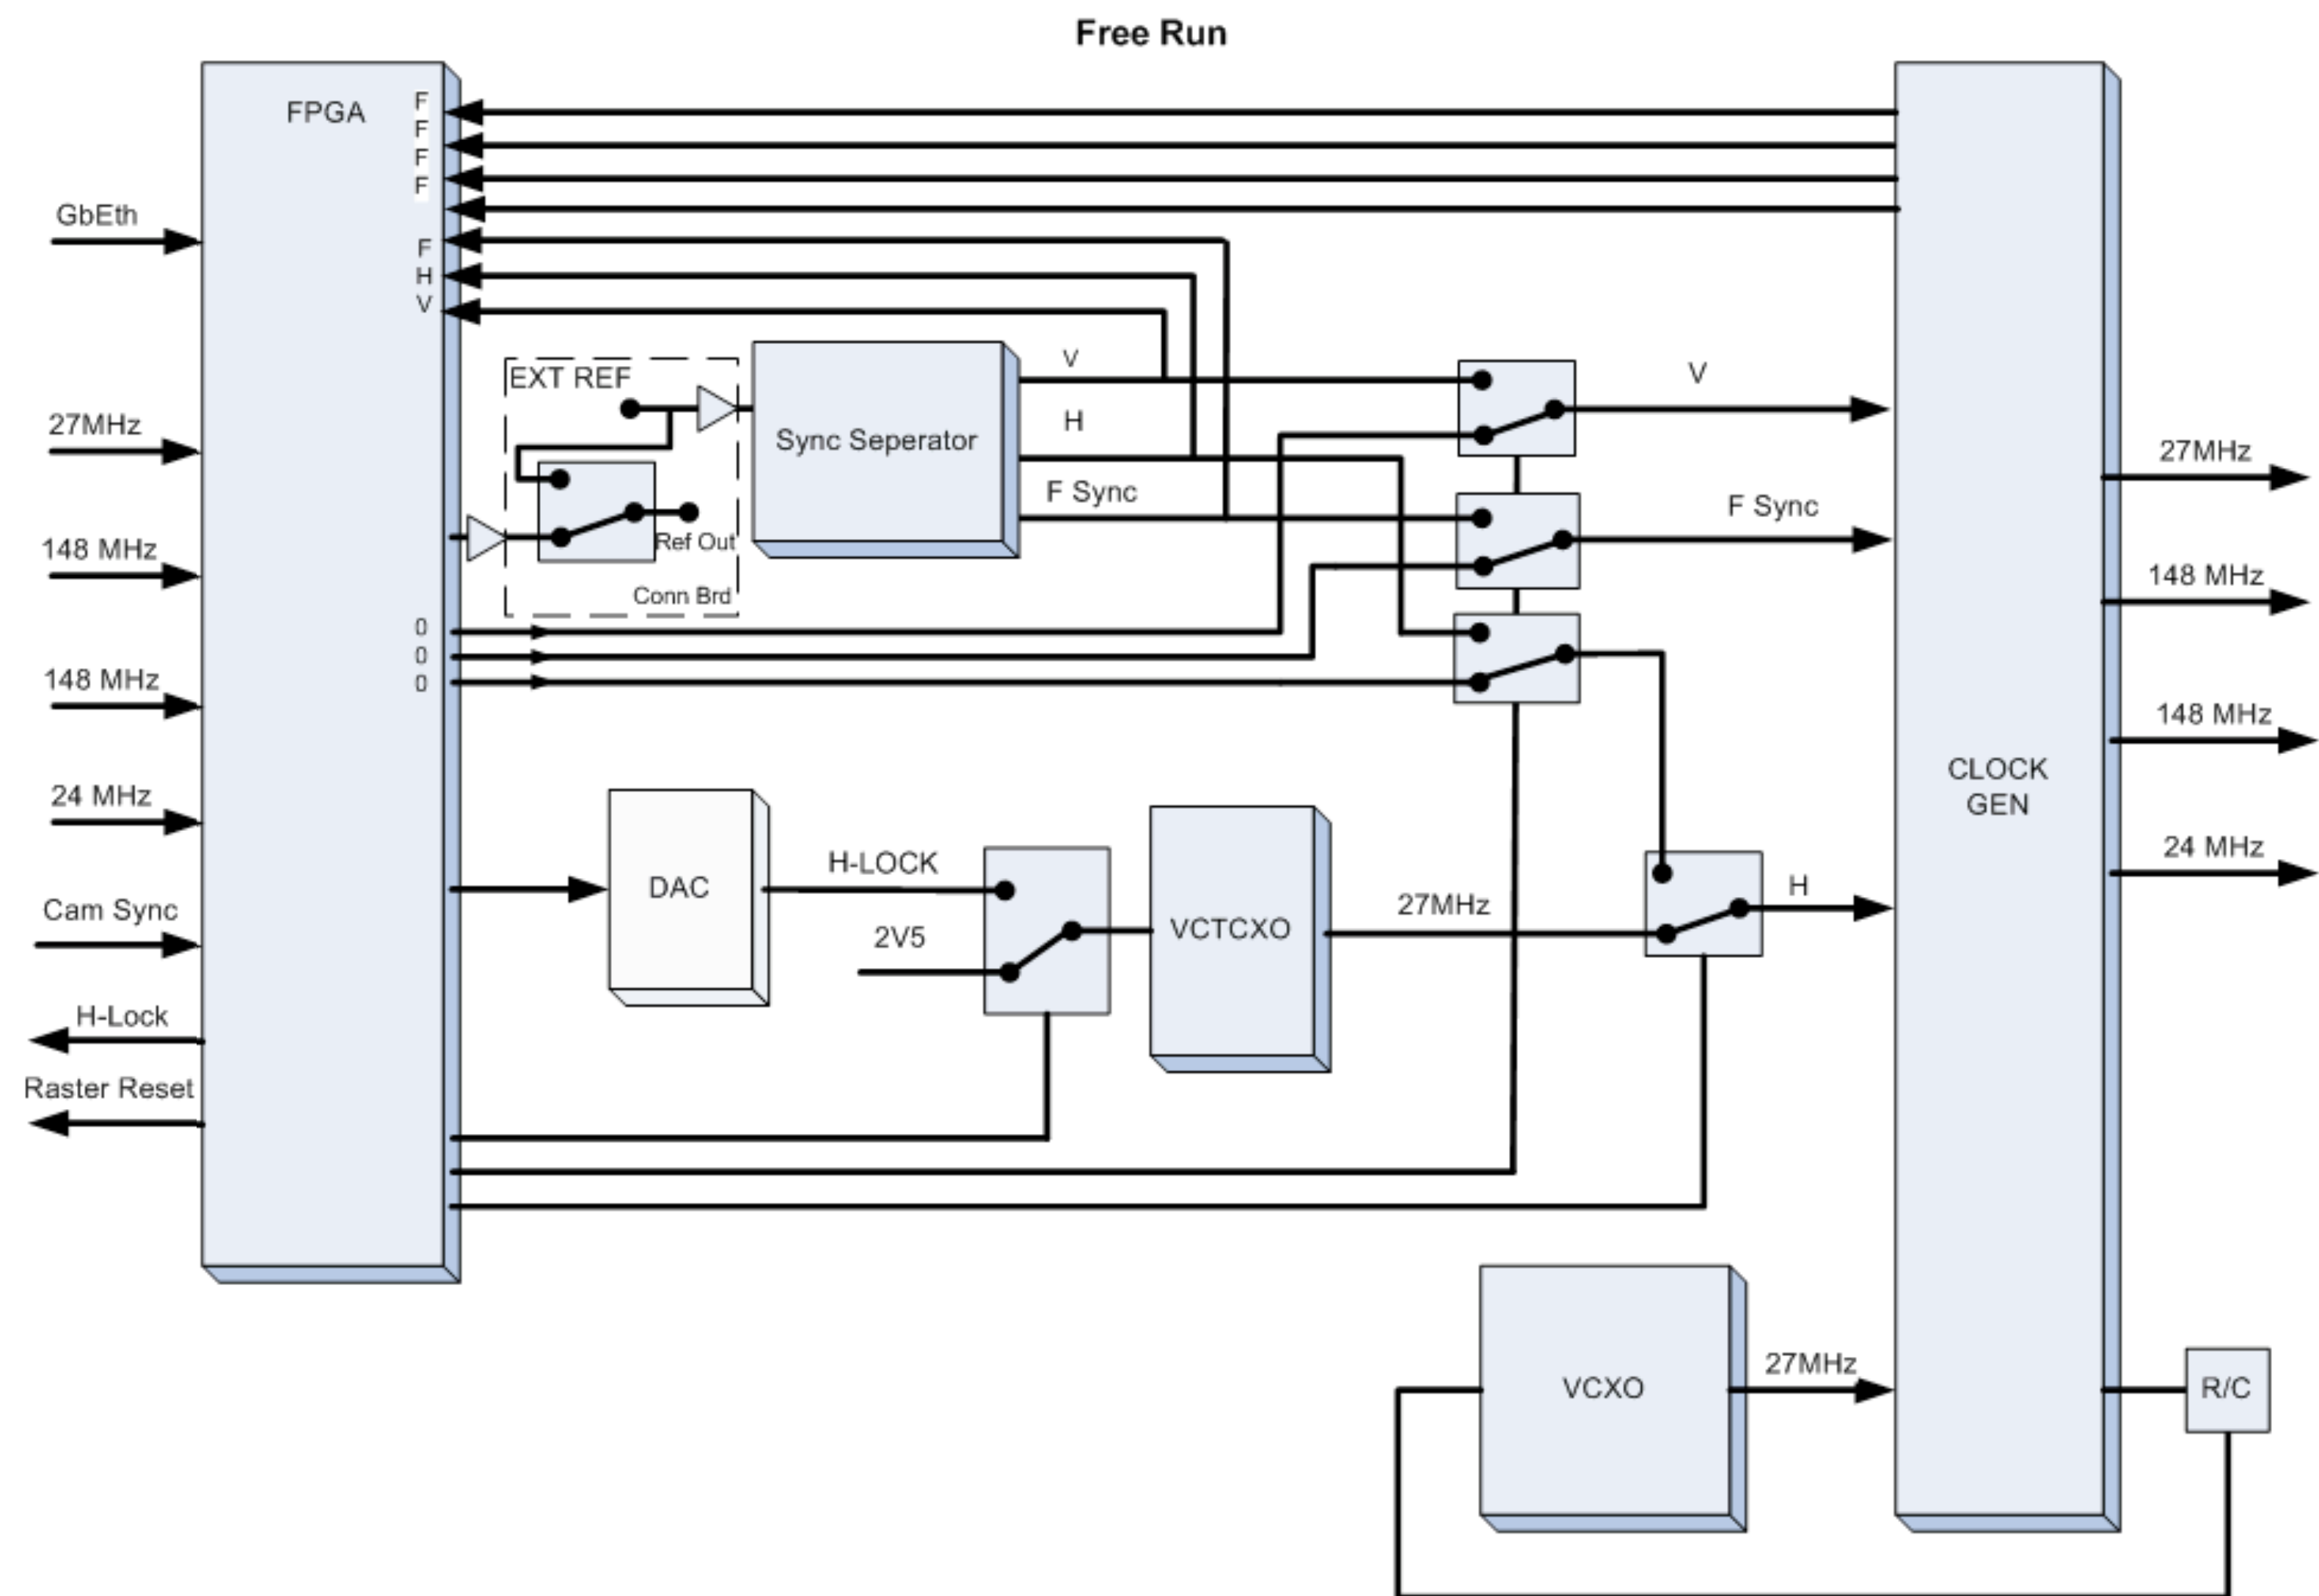 Free Run
FPGA
F
F
F
F
F
H
V
GbEth
27MHz
148 MHz
148 MHz
24 MHz
Cam Sync
H-Lock
Raster Reset
EXT REF
Ref Out
Conn Brd
Sync Seperator
V
H
F Sync
0
0
0
V
F Sync
DAC
H-LOCK
2V5
VCTCXO
27MHz
H
CLOCK
GEN
27MHz
148 MHz
148 MHz
24 MHz
VCXO
27MHz
R/C